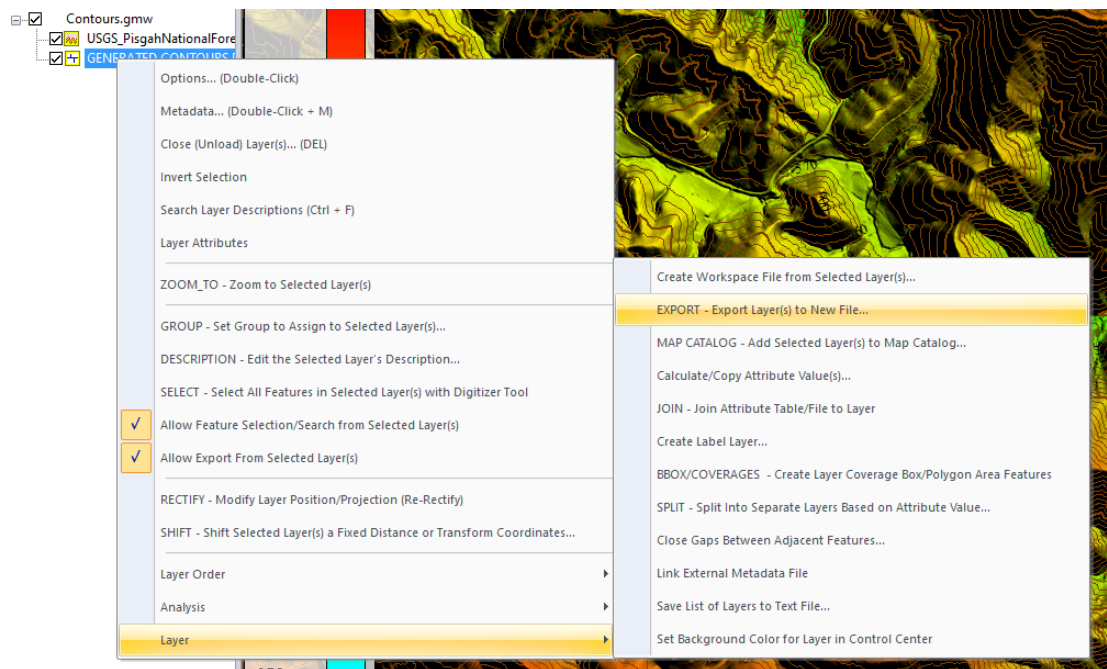 Contours.gmw
USGS_PisgahNationalFore
GENERATED CONTOURS
Options... (Double-Click)
Metadata... (Double-Click + M)
Close (Unload) Layer(s)... (DEL)
Invert Selection
Search Layer Descriptions (Ctrl + F)
Layer Attributes
ZOOM_TO - Zoom to Selected Layer(s)
GROUP - Set Group to Assign to Selected Layer(s)...
DESCRIPTION - Edit the Selected Layer's Description...
SELECT - Select All Features in Selected Layer(s) with Digitizer Tool
Allow Feature Selection/Search from Selected Layer(s)
Allow Export From Selected Layer(s)
RECTIFY - Modify Layer Position/Projection (Re-Rectify)
SHIFT - Shift Selected Layer(s) a Fixed Distance or Transform Coordinates...
Layer Order
Analysis
Layer
Create Workspace File from Selected Layer(s)...
EXPORT - Export Layer(s) to New File...
MAP CATALOG - Add Selected Layer(s) to Map Catalog...
Calculate/Copy Attribute Value(s)...
JOIN - Join Attribute Table/File to Layer
Create Label Layer...
BBOX/COVERAGES - Create Layer Coverage Box/Polygon Area Features
SPLIT - Split Into Separate Layers Based on Attribute Value...
Close Gaps Between Adjacent Features...
Link External Metadata File
Save List of Layers to Text File...
Set Background Color for Layer in Control Center